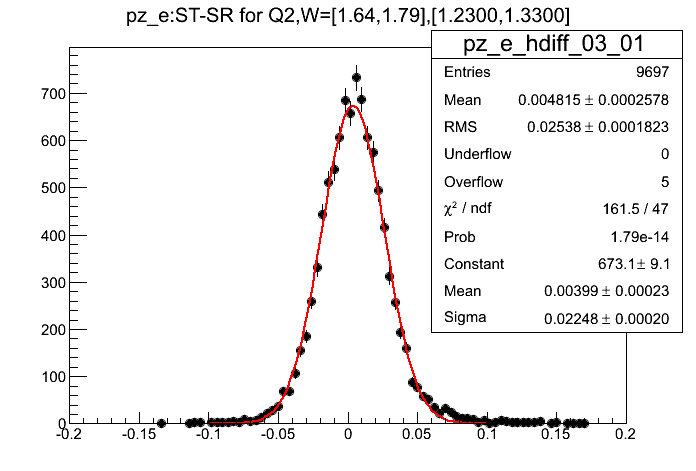 pz_e:ST-SR for Q2,W=[1.64,1.79],[1.2300,1.3300]
pz_e_hdiff_03_01
Entries 9697
Mean 0.004815 ± 0.0002578
RMS 0.02538 ± 0.0001823
Underflow 0
Overflow 5
χ² / ndf 161.5 / 47
Prob 1.79e-14
Constant 673.1 ± 9.1
Mean 0.00399 ± 0.00023
Sigma 0.02248 ± 0.00020
700
600
500
400
300
200
100
0
-0.2 -0.15 -0.1 -0.05 0 0.05 0.1 0.15 0.2